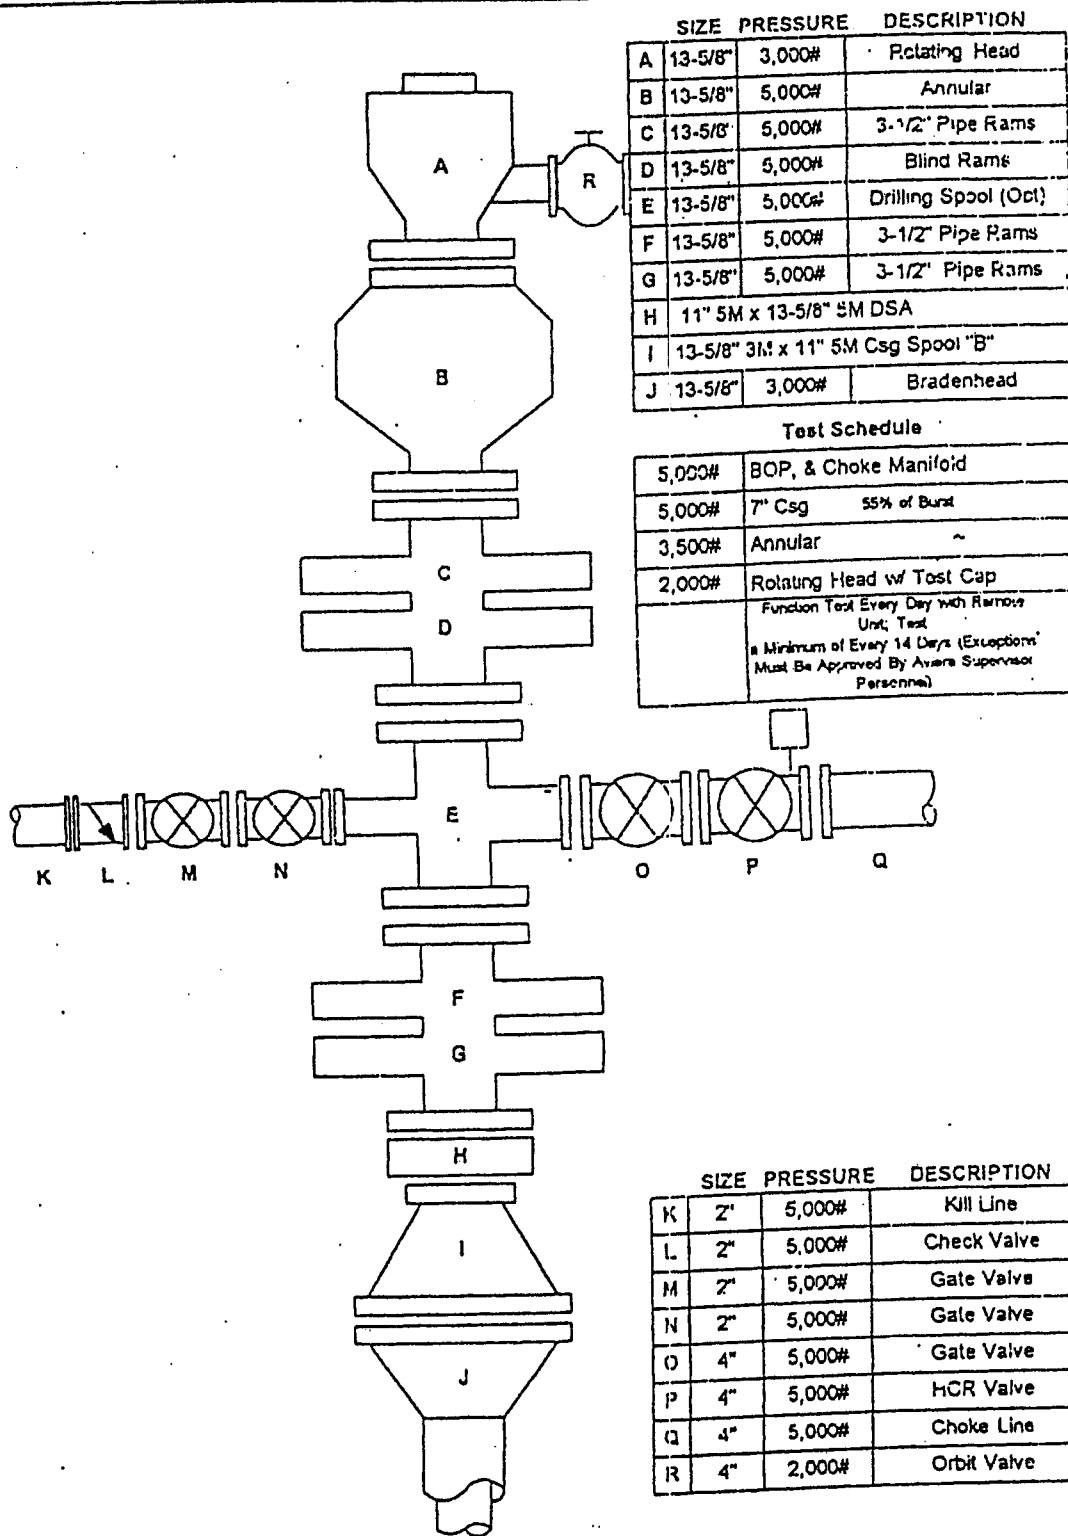 SIZE PRESSURE DESCRIPTION
A 13-5/8" 3,000# Rotating Head
B 13-5/8" 5,000# Annular
C 13-5/8" 5,000# 3-1/2" Pipe Rams
D 13-5/8" 5,000# Blind Rams
E 13-5/8" 5,000# Drilling Spool (Oct)
F 13-5/8" 5,000# 3-1/2" Pipe Rams
G 13-5/8" 5,000# 3-1/2" Pipe Rams
H 11" 5M x 13-5/8" 5M DSA
I 13-5/8" 3M x 11" 5M Csg Spool "B"
J 13-5/8" 3,000# Bradenhead
Test Schedule
5,000# BOP, & Choke Manifold
5,000# 7" Csg 55% of Burst
3,500# Annular ~
2,000# Rotating Head w/ Test Cap
Function Test Every Day with Remote
Unit; Test
a Minimum of Every 14 Days (Exceptions
Must Be Approved By Aviara Supervisor
Personnel)
A
R
B
C
D
E
K L M N
O P Q
F
G
H
I
J
SIZE PRESSURE DESCRIPTION
K 2" 5,000# Kill Line
L 2" 5,000# Check Valve
M 2" 5,000# Gate Valve
N 2" 5,000# Gate Valve
O 4" 5,000# Gate Valve
P 4" 5,000# HCR Valve
Q 4" 5,000# Choke Line
R 4" 2,000# Orbit Valve